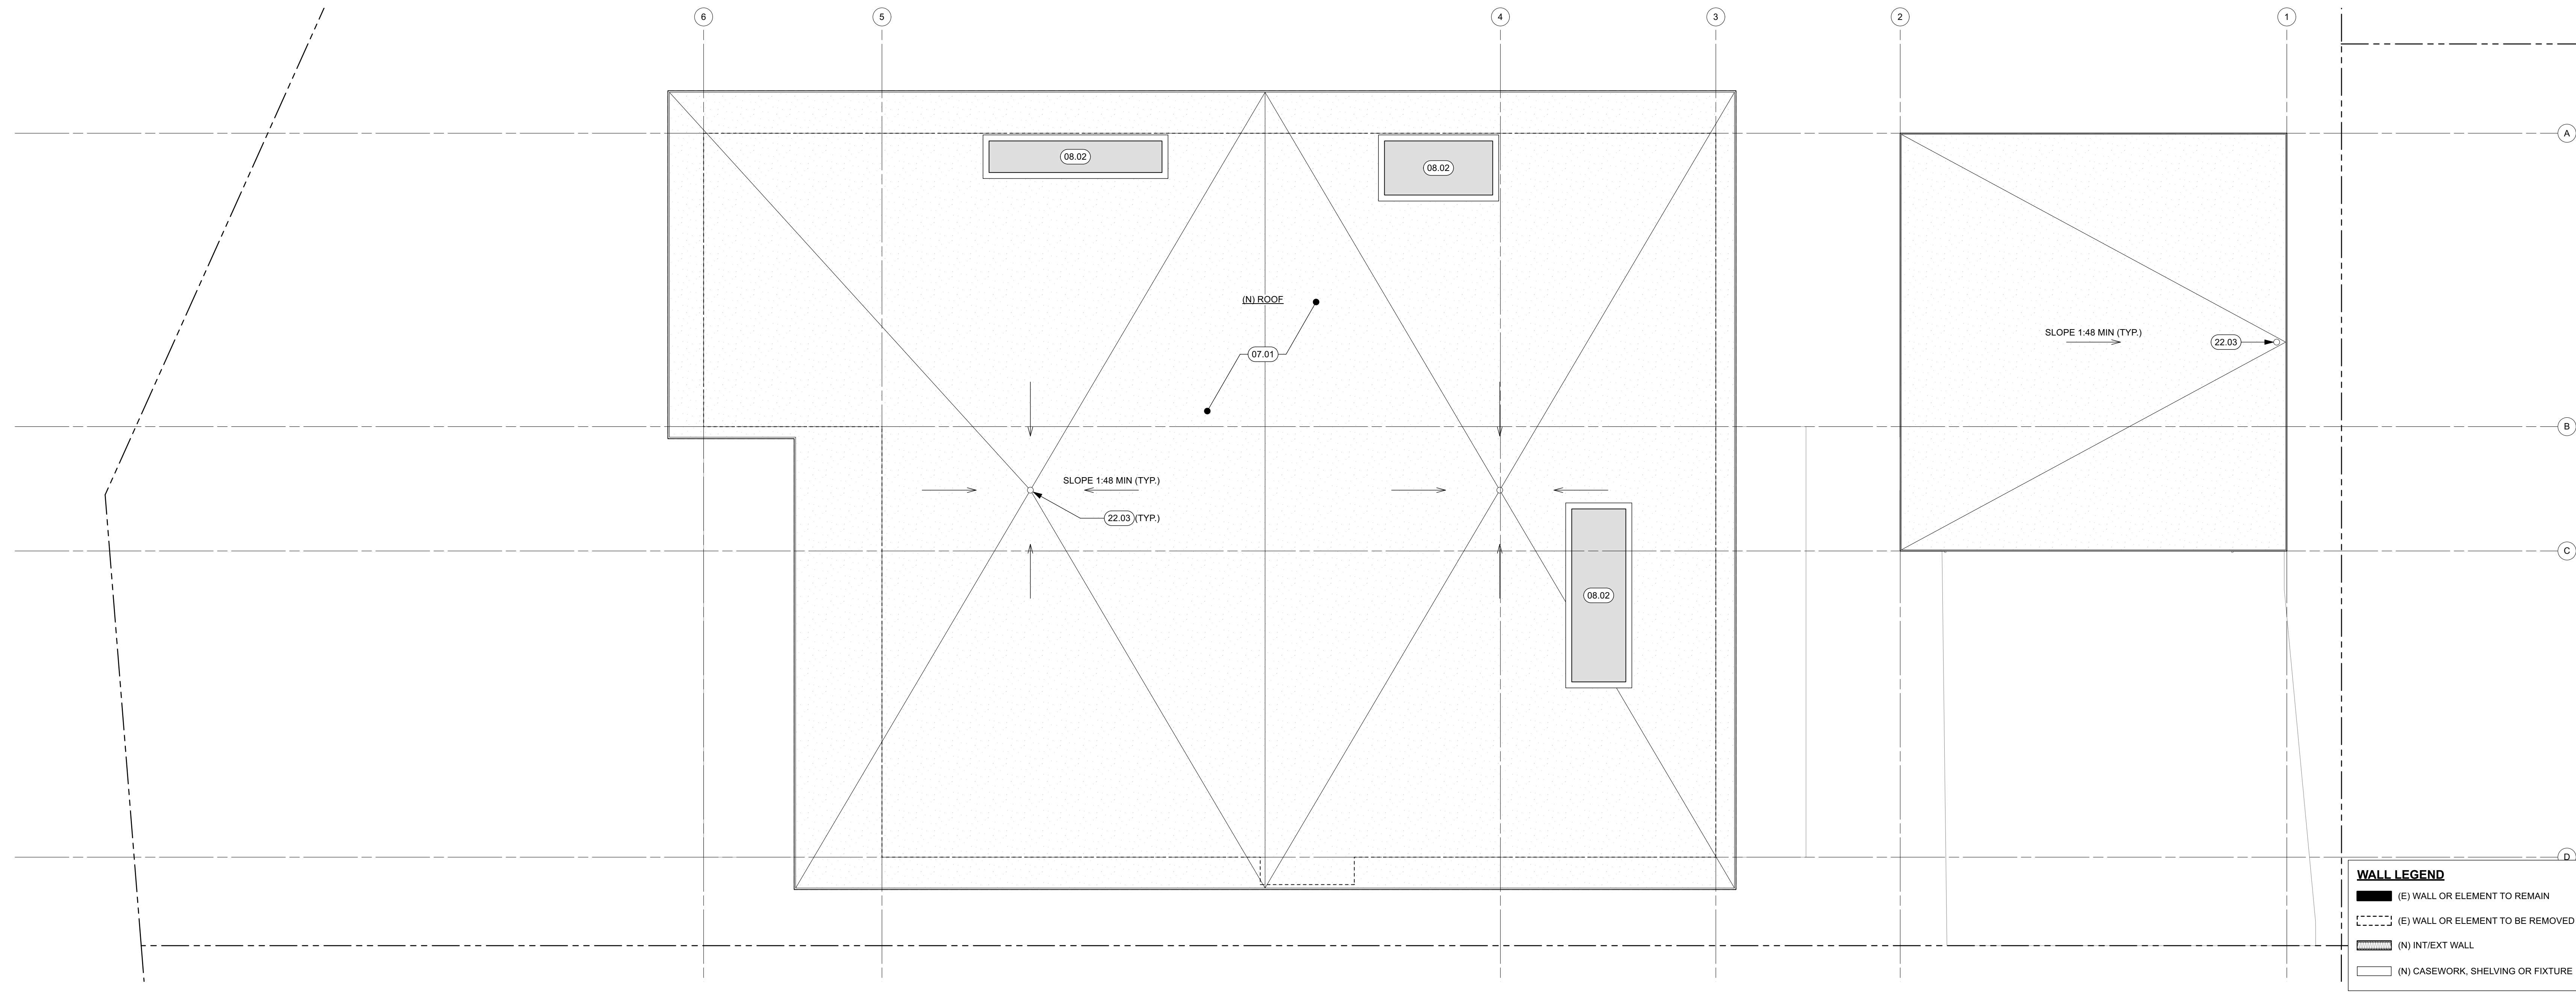 6
5
4
3
2
1
A
08.02
08.02
(N) ROOF
07.01
SLOPE 1:48 MIN (TYP.)
22.03
B
SLOPE 1:48 MIN (TYP.)
22.03 (TYP.)
C
08.02
D
WALL LEGEND
(E) WALL OR ELEMENT TO REMAIN
(E) WALL OR ELEMENT TO BE REMOVED
(N) INT/EXT WALL
(N) CASEWORK, SHELVING OR FIXTURE